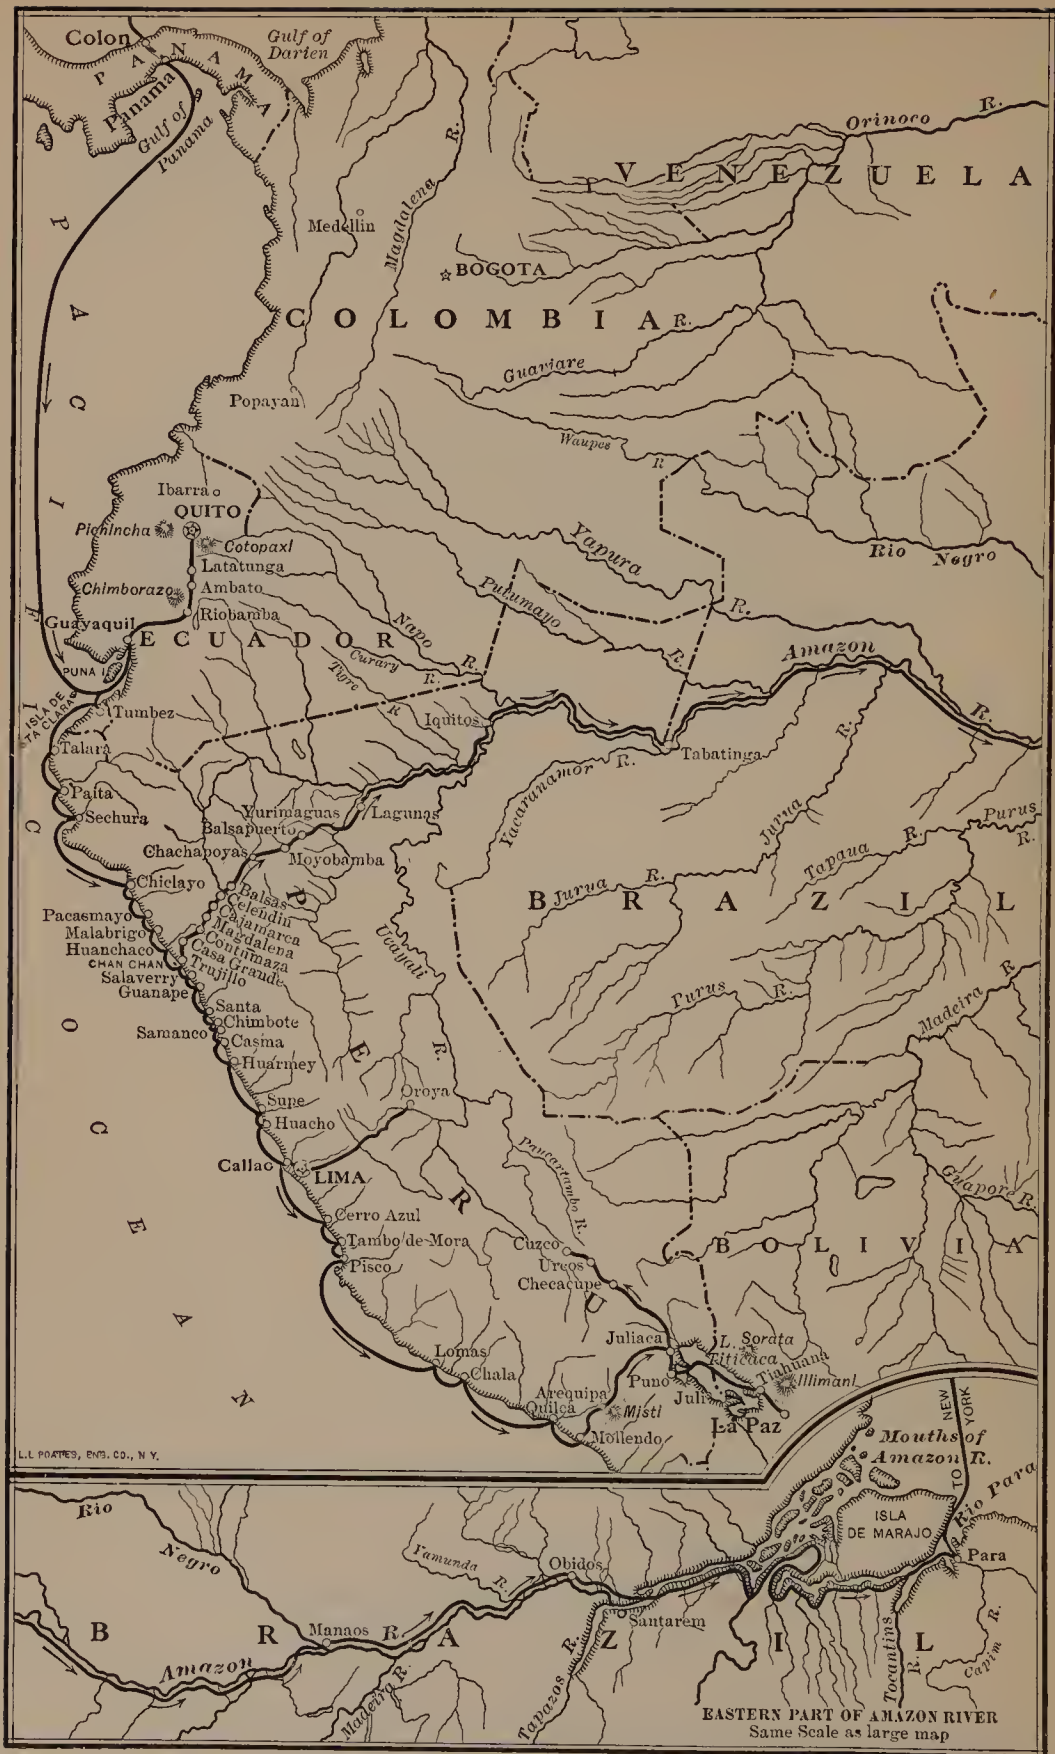 Colon
PANAMA
Panama
Gulf of
Panama
Gulf of
Darien
Orinoco R.
VENEZUELA
Medellin
Magdalena R.
BOGOTA
COLOMBIA
Guaviare R.
Popayan
Waupes R
PACIFIC OCEAN
Ibarra
QUITO
Pichincha
Cotopaxi
Latatunga
Chimborazo
Ambato
Riobamba
Guayaquil
ECUADOR
PUNA I.
ISLA DE
STA CLARA
Yapura R.
Rio Negro
Putumayo R.
Napo R.
Curary R.
Tigre R
Amazon R.
Iquitos
Tabatinga
Tumbez
Talara
Paita
Sechura
Yurimaguas
Lagunas
Balsapuerto
Chachapoyas
Moyobamba
Yacaranamor R.
Jurua R.
Tapaua R.
Purus R.
Chiclayo
Balsas
Celendin
Cajamarca
Magdalena
Contumaza
Casa Grande
Trujillo
Pacasmayo
Malabrigo
Huanchaco
CHAN CHAN
Salaverry
Guanape
PERU
Ucayali R.
BRAZIL
Jurua R.
Purus R.
Madeira R
Santa
Chimbote
Samanco
Casma
Huarmey
Supe
Huacho
Oroya
Callao
LIMA
Cerro Azul
Tambo de Mora
Pisco
Paucartambo R.
Guapore R.
Cuzco
Urcos
Checacupe
BOLIVIA
Juliaca
L.
Titicaca
Sorata
Tiahuana
Illimani
Puno
Juli
La Paz
Lomas
Chala
Arequipa
Quilca
Misti
Mollendo
L.L. POATES, ENG. CO., N.Y.
Rio Negro
BRAZIL
Amazon R.
Manaos
Madeira R.
Yamunda R.
Obidos
Santarem
Tapazos R.
Mouths of
Amazon R.
ISLA
DE MARAJO
TO NEW YORK
Rio Para
Para
Tocantins R.
Capim R.
EASTERN PART OF AMAZON RIVER
Same Scale as large map